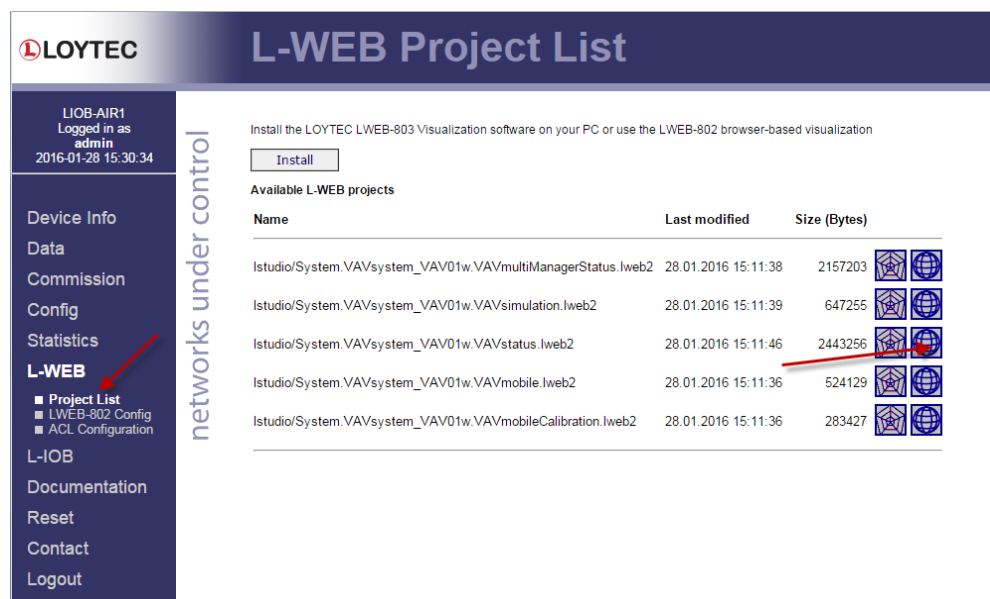 LOYTEC
L-WEB Project List
LIOB-AIR1
Logged in as
admin
2016-01-28 15:30:34
Device Info
Data
Commission
Config
Statistics
L-WEB
Project List
LWEB-802 Config
ACL Configuration
L-IOB
Documentation
Reset
Contact
Logout
networks under control
Install the LOYTEC LWEB-803 Visualization software on your PC or use the LWEB-802 browser-based visualization
Install
Available L-WEB projects
Name Last modified Size (Bytes)
lstudio/System.VAVsystem_VAV01w.VAVmultiManagerStatus.lweb2 28.01.2016 15:11:38 2157203
lstudio/System.VAVsystem_VAV01w.VAVsimulation.lweb2 28.01.2016 15:11:39 647255
lstudio/System.VAVsystem_VAV01w.VAVstatus.lweb2 28.01.2016 15:11:46 2443256
lstudio/System.VAVsystem_VAV01w.VAVmobile.lweb2 28.01.2016 15:11:36 524129
lstudio/System.VAVsystem_VAV01w.VAVmobileCalibration.lweb2 28.01.2016 15:11:36 283427